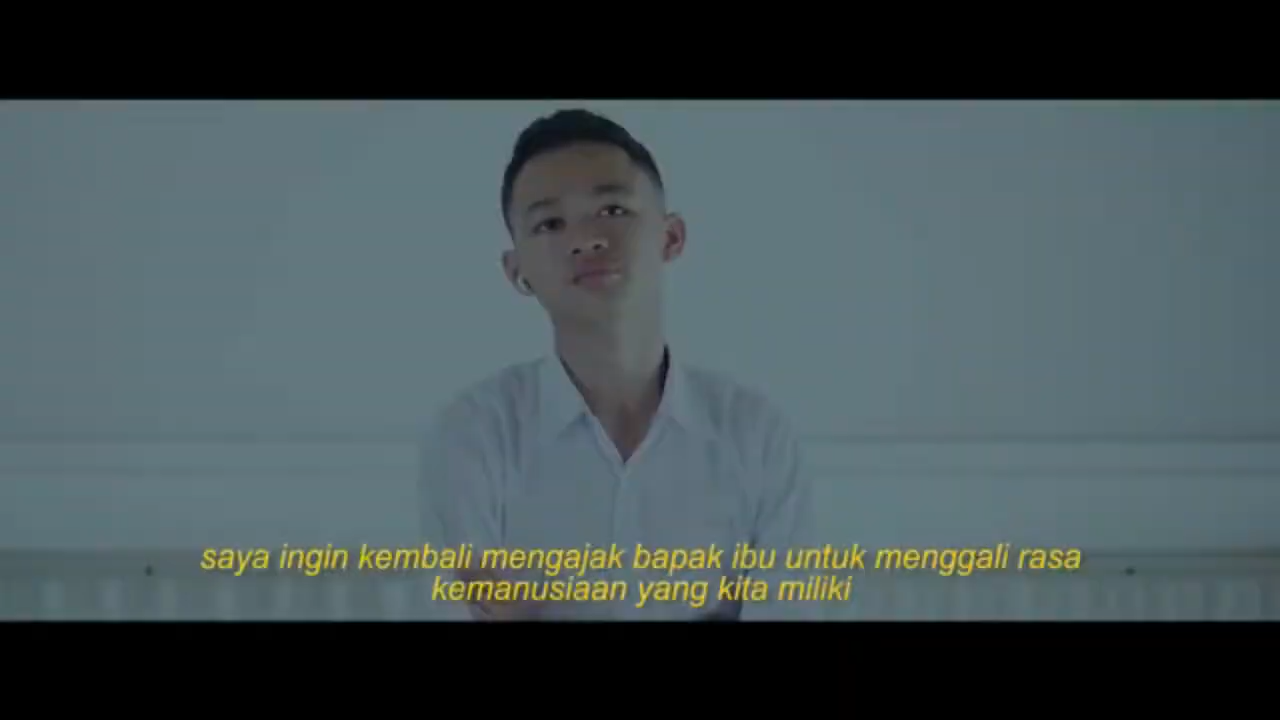 saya ingin kembali mengajak bapak ibu untuk menggali rasa
kemanusiaan yang kita miliki